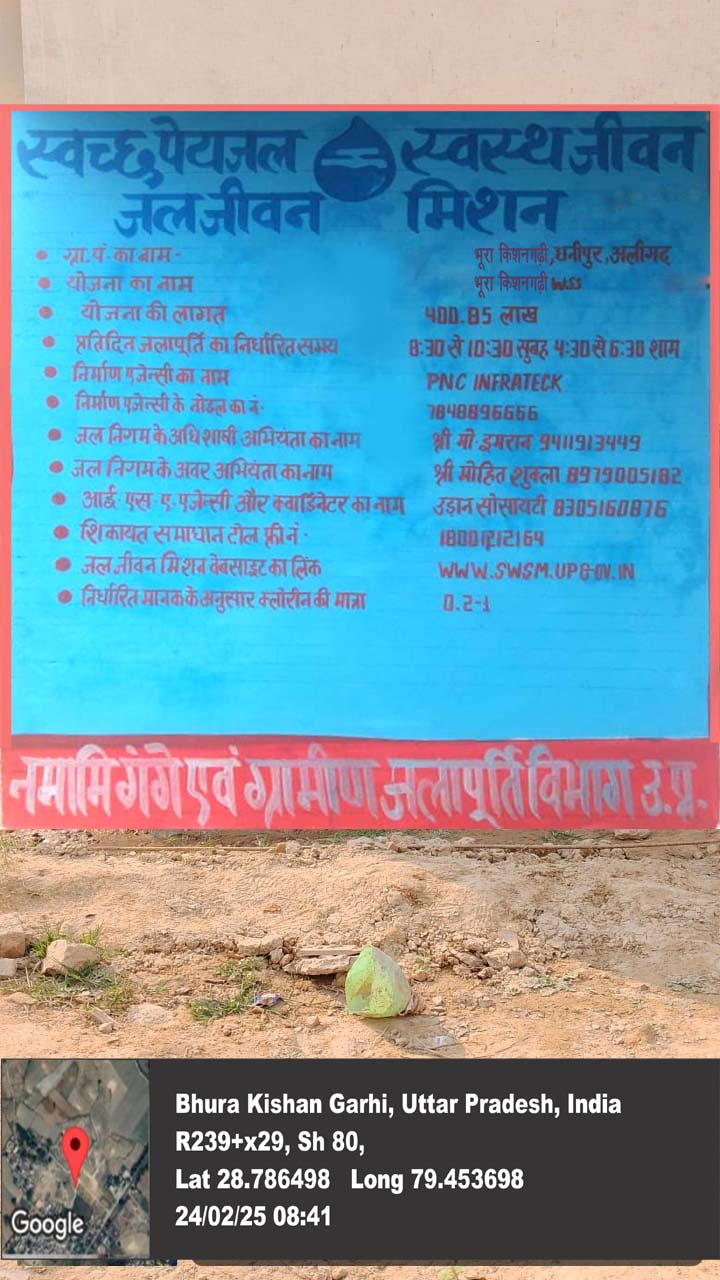 स्वच्छ पेयजल स्वस्थ जीवन
जल जीवन मिशन
ग्रा.पं. का नाम - भूरा किशनगढ़ी, धनीपुर, अलीगढ़
योजना का नाम भूरा किशनगढ़ी WSS
योजना की लागत 400.85 लाख
प्रतिदिन जलापूर्ति का निर्धारित समय 8:30 से 10:30 सुबह 4:30 से 6:30 शाम
निर्माण एजेन्सी का नाम PNC INFRATECK
निर्माण एजेन्सी के नोडल का नं. 7848896666
जल निगम के अधिशाषी अभियंता का नाम श्री मो. इमरान 9411913449
जल निगम के अवर अभियंता का नाम श्री मोहित शुक्ला 8979005182
आई. एस. ए. एजेन्सी और क्वार्डिनेटर का नाम उड़ान सोसायटी 8305160876
शिकायत समाधान टोल फ्री नं. 18001212164
जल जीवन मिशन वेबसाइट का लिंक WWW.SWSM.UPGOV.IN
निर्धारित मानक के अनुसार क्लोरीन की मात्रा 0.2-1
नमामि गंगे एवं ग्रामीण जलापूर्ति विभाग उ.प्र.
Bhura Kishan Garhi, Uttar Pradesh, India
R239+x29, Sh 80,
Lat 28.786498 Long 79.453698
24/02/25 08:41
Google